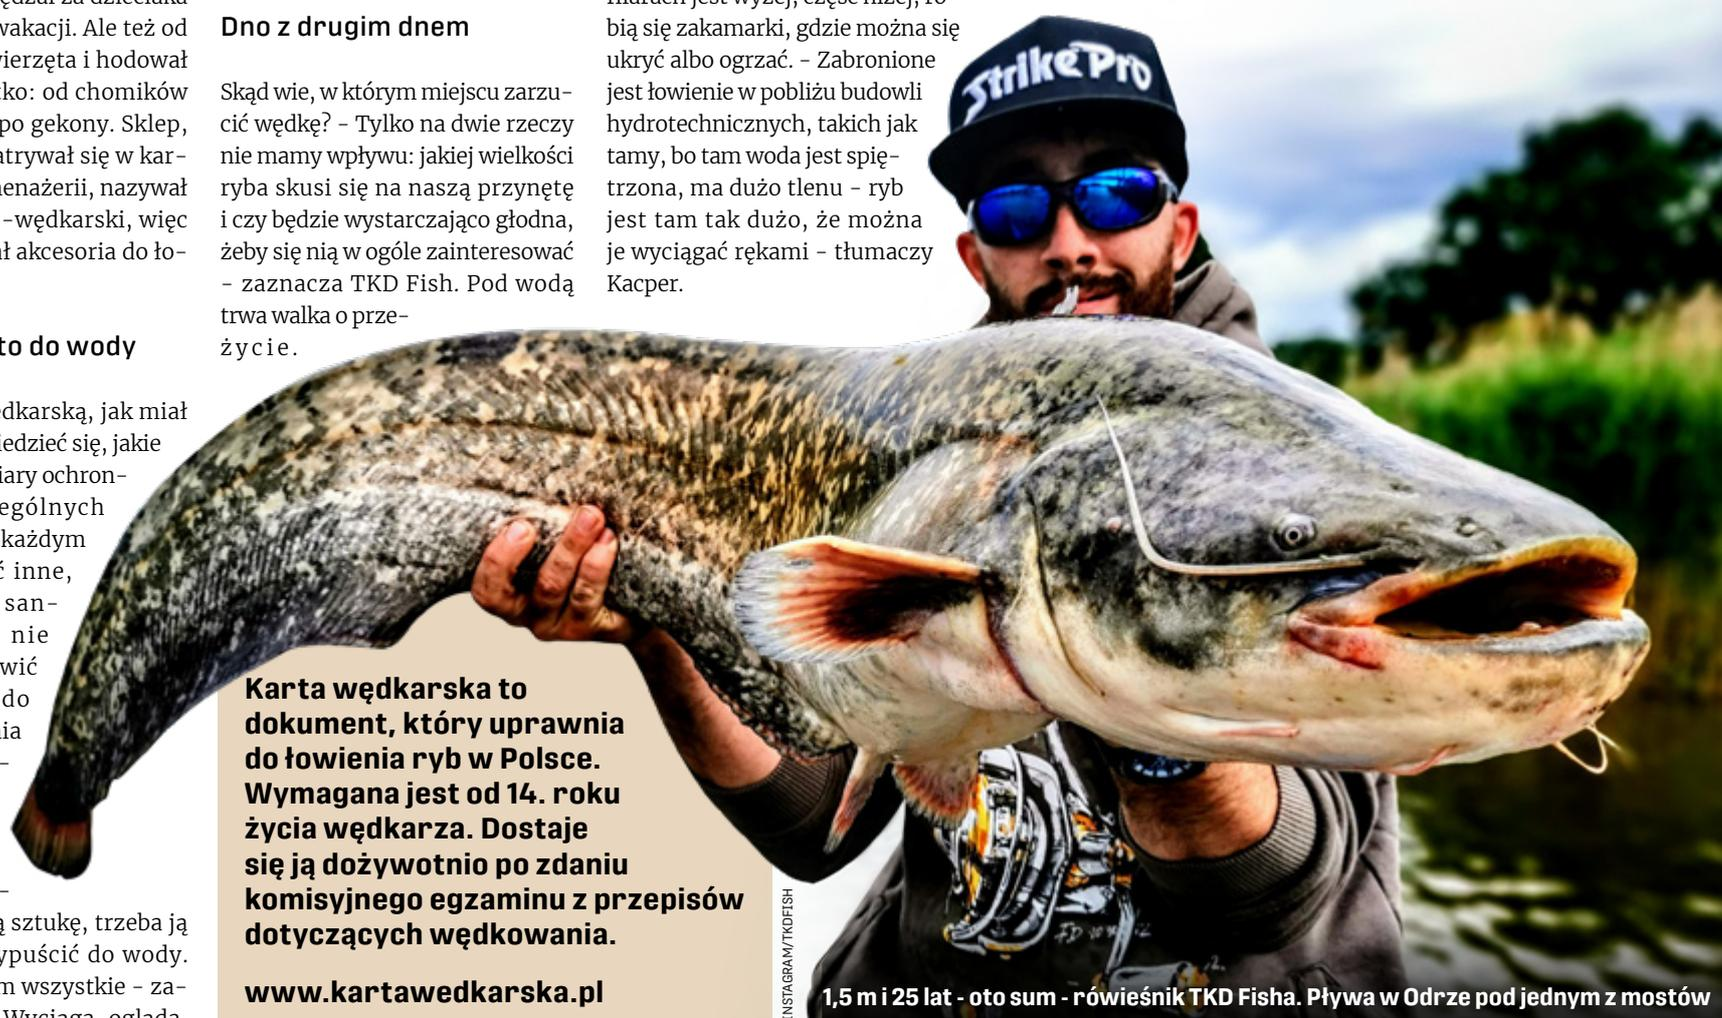 wakacji. Ale też od
ierzęta i hodował
ko: od chomików
po gekony. Sklep,
atrywał się w kar-
enażerii, nazywał
-wędkarski, więc
ł akcesoria do ło-
to do wody
ędkarską, jak miał
iedzieć się, jakie
iary ochron-
ególnych
każdym
ć inne,
san-
nie
wić
do
nia
ą sztukę, trzeba ją
ypuścić do wody.
m wszystkie - za-
Dno z drugim dnem
Skąd wie, w którym miejscu zarzu-
cić wędkę? - Tylko na dwie rzeczy
nie mamy wpływu: jakiej wielkości
ryba skusi się na naszą przynętę
i czy będzie wystarczająco głodna,
żeby się nią w ogóle zainteresować
- zaznacza TKD Fish. Pod wodą
trwa walka o prze-
życie.
bią się zakamarki, gdzie można się
ukryć albo ogrzać. - Zabronione
jest łowienie w pobliżu budowli
hydrotechnicznych, takich jak
tamy, bo tam woda jest spię-
trzona, ma dużo tlenu - ryb
jest tam tak dużo, że można
je wyciągać rękami - tłumaczy
Kacper.
Strike Pro
Karta wędkarska to
dokument, który uprawnia
do łowienia ryb w Polsce.
Wymagana jest od 14. roku
życia wędkarza. Dostaje
się ją dożywotnio po zdaniu
komisyjnego egzaminu z przepisów
dotyczących wędkowania.
www.kartawedkarska.pl
INSTAGRAM/TKDFISH
1,5 m i 25 lat - oto sum - rówieśnik TKD Fisha. Pływa w Odrze pod jednym z mostów